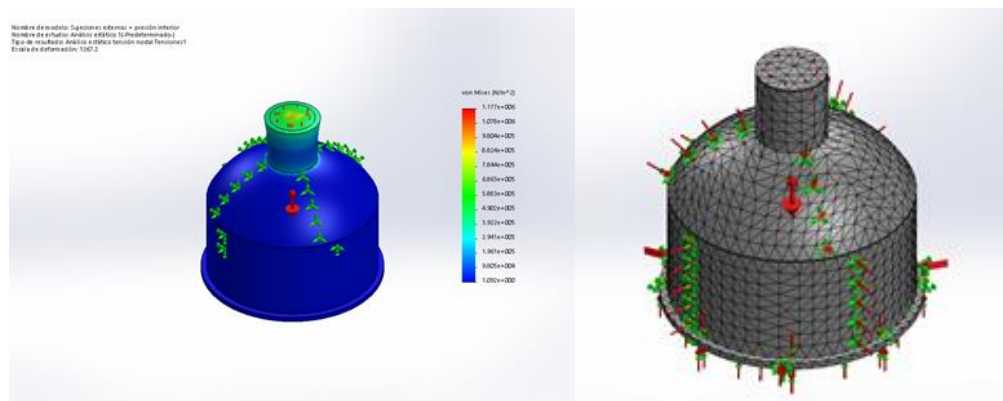 Nombre de modelo: Sujeciones externas + presión interior
Nombre de estudio: Análisis estático 1(-Predeterminado-)
Tipo de resultado: Análisis estático tensión nodal Tensiones1
Escala de deformación: 1367.2
von Mises (N/m^2)
1.177e+006
1.078e+006
9.804e+005
8.824e+005
7.844e+005
6.863e+005
5.883e+005
4.902e+005
3.922e+005
2.941e+005
1.961e+005
9.805e+004
1.092e+000